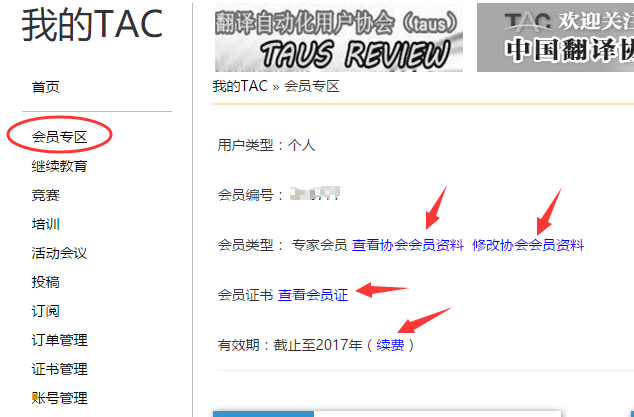 我的TAC
翻译自动化用户协会（taus）
TAUS REVIEW
TAC 欢迎关注
中国翻译协
首页
会员专区
继续教育
竞赛
培训
活动会议
投稿
订阅
订单管理
证书管理
账号管理
我的TAC » 会员专区
用户类型：个人
会员编号：
会员类型： 专家会员 查看协会会员资料 修改协会会员资料
会员证书 查看会员证
有效期：截止至2017年（续费）